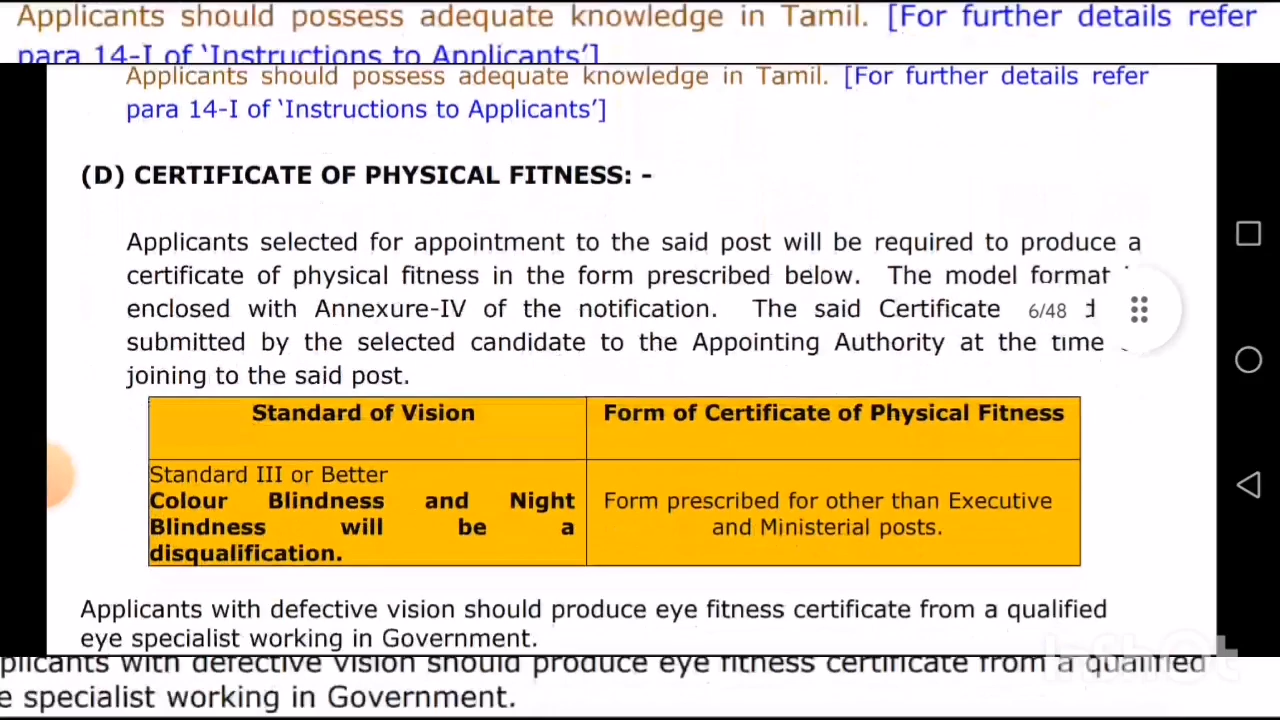 Applicants should possess adequate knowledge in Tamil. [For further details refer
para 14-I of ‘Instructions to Applicants’]
Applicants should possess adequate knowledge in Tamil. [For further details refer
para 14-I of ‘Instructions to Applicants’]
(D) CERTIFICATE OF PHYSICAL FITNESS: -
Applicants selected for appointment to the said post will be required to produce a
certificate of physical fitness in the form prescribed below. The model format
enclosed with Annexure-IV of the notification. The said Certificate
6/48
submitted by the selected candidate to the Appointing Authority at the time
joining to the said post.
Standard of Vision
Form of Certificate of Physical Fitness
Standard III or Better
Colour Blindness and Night
Blindness will be a
disqualification.
Form prescribed for other than Executive
and Ministerial posts.
Applicants with defective vision should produce eye fitness certificate from a qualified
eye specialist working in Government.
plicants with defective vision should produce eye fitness certificate from a qualified
e specialist working in Government.